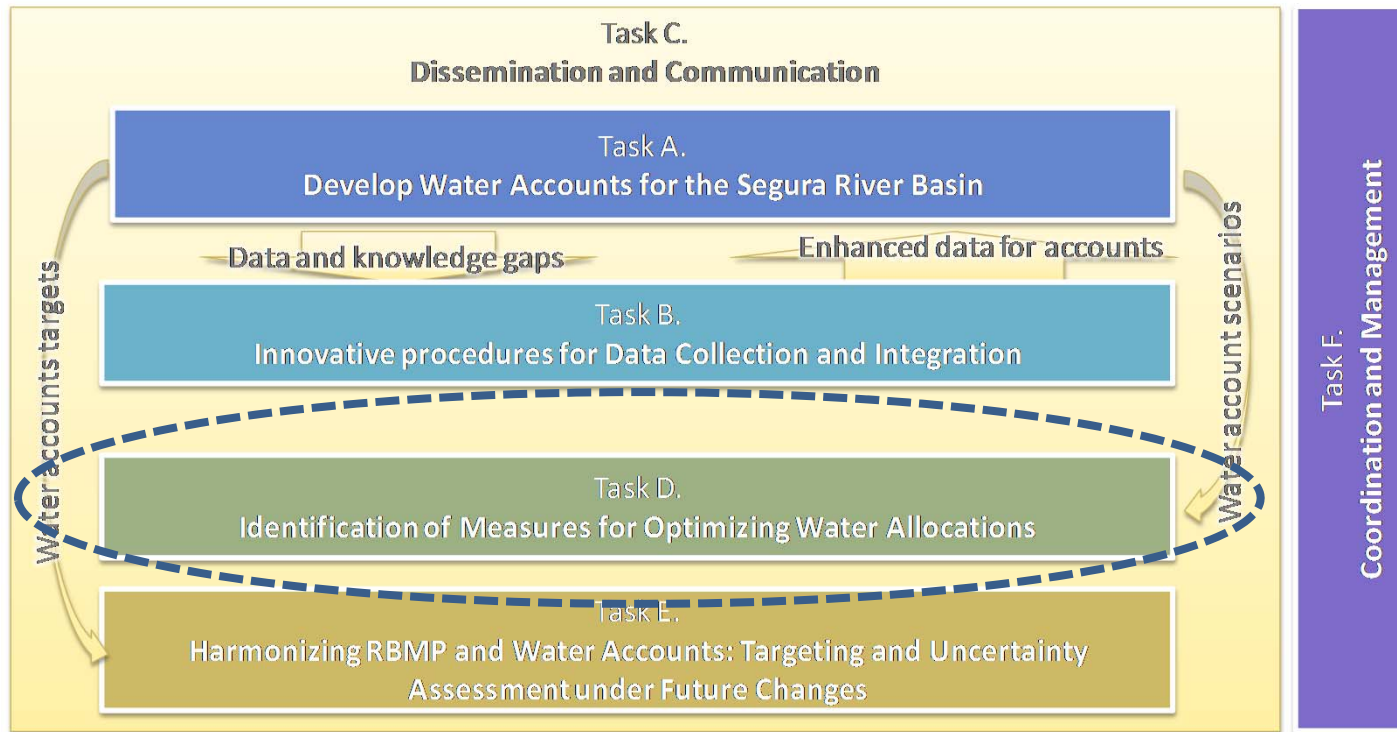 Task C.
Dissemination and Communication
Task A.
Develop Water Accounts for the Segura River Basin
Data and knowledge gaps
Enhanced data for accounts
Task B.
Innovative procedures for Data Collection and Integration
Task D.
Identification of Measures for Optimizing Water Allocations
Task E.
Harmonizing RBMP and Water Accounts: Targeting and Uncertainty
Assessment under Future Changes
Water accounts targets
Water account scenarios
Task F.
Coordination and Management